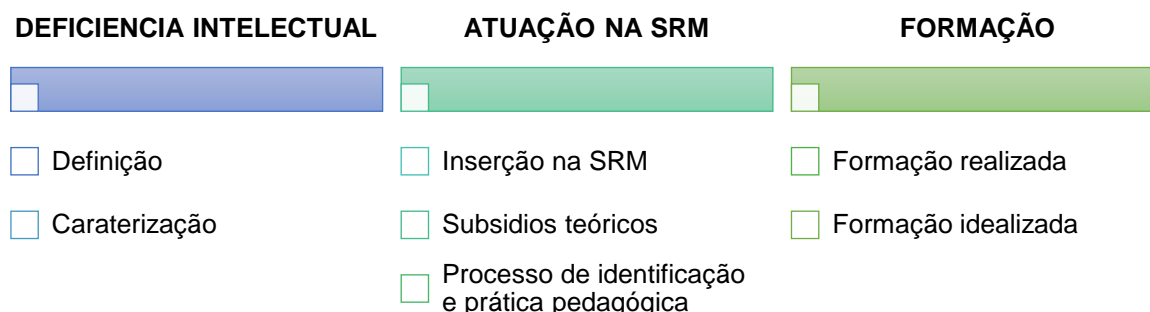 DEFICIENCIA INTELECTUAL
Definição
Caraterização
ATUAÇÃO NA SRM
Inserção na SRM
Subsidios teóricos
Processo de identificação
e prática pedagógica
FORMAÇÃO
Formação realizada
Formação idealizada